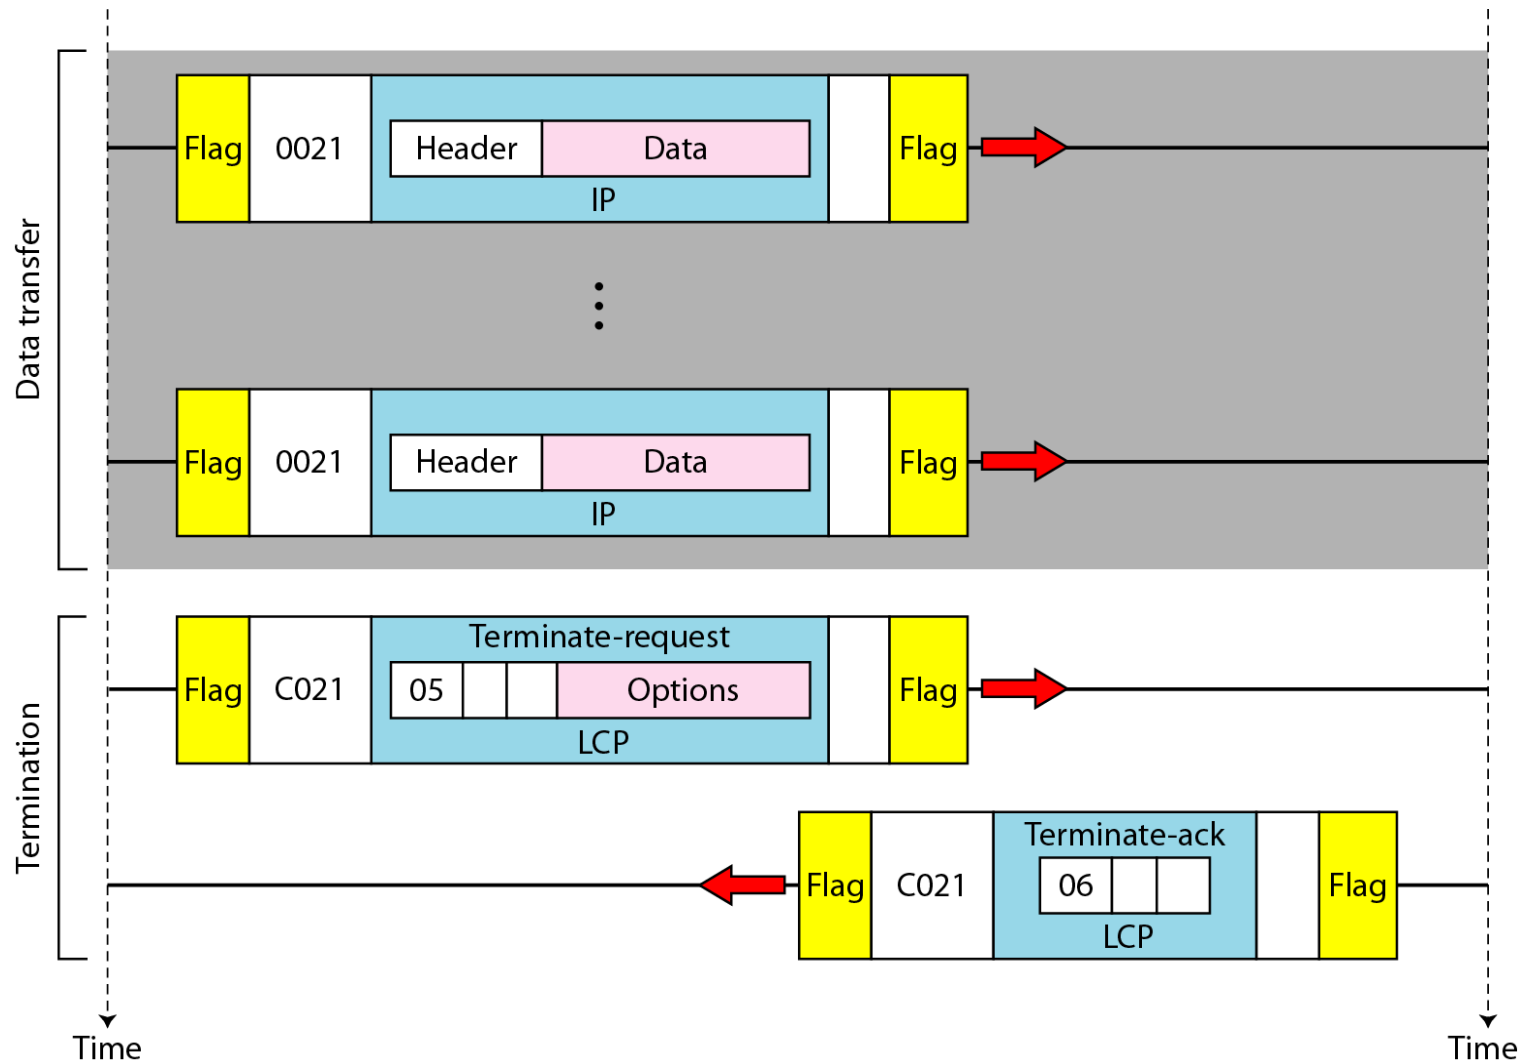 Data transfer
Flag 0021 Header Data Flag
IP
Flag 0021 Header Data Flag
IP
Termination
Terminate-request
Flag C021 05 Options Flag
LCP
Terminate-ack
Flag C021 06 Flag
LCP
Time Time